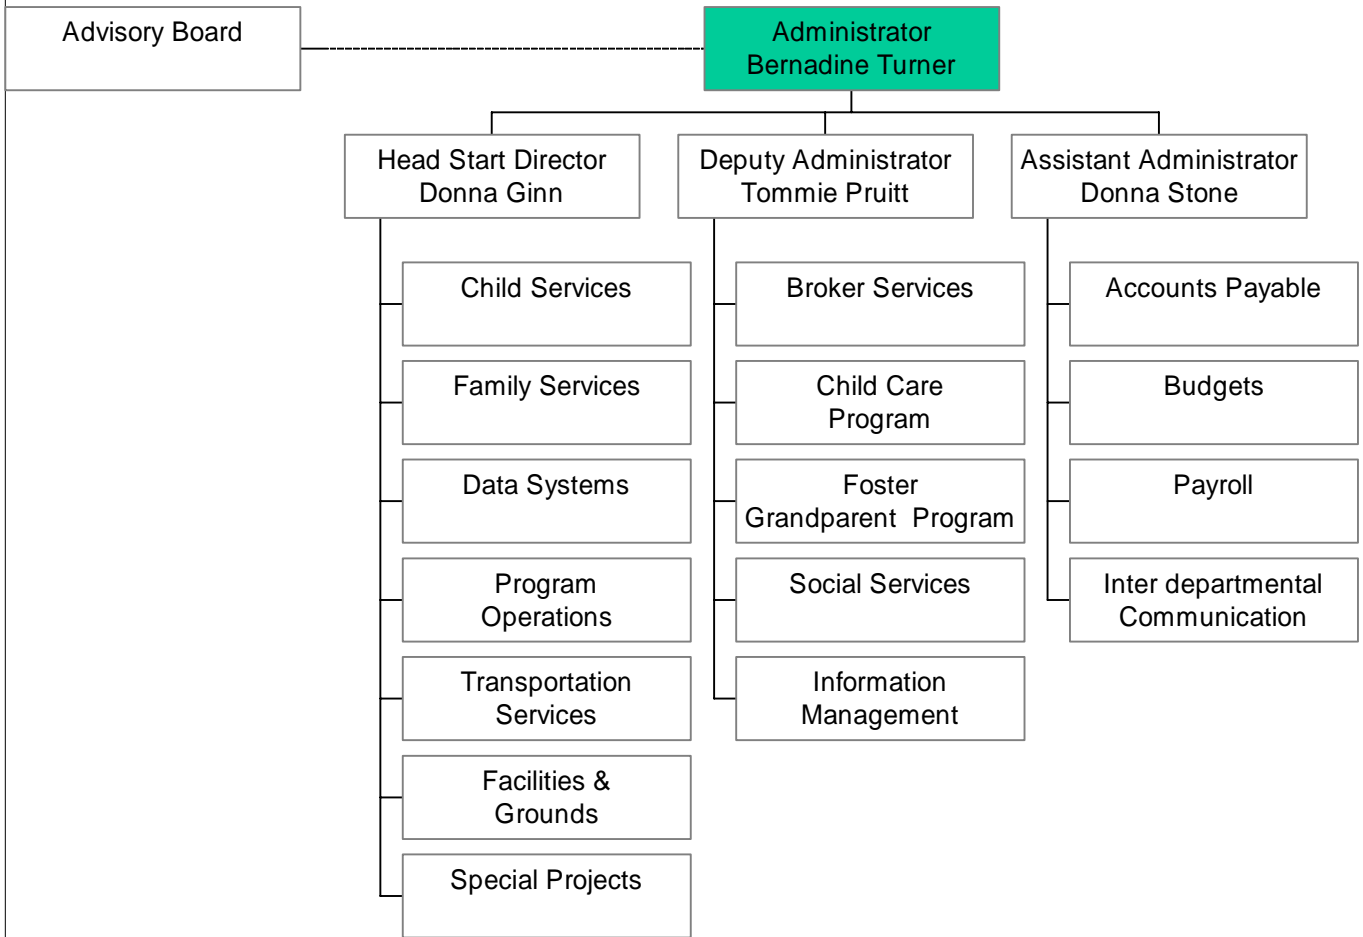 Advisory Board
Administrator
Bernadine Turner
Head Start Director
Donna Ginn
Deputy Administrator
Tommie Pruitt
Assistant Administrator
Donna Stone
Child Services
Family Services
Data Systems
Program
Operations
Transportation
Services
Facilities &
Grounds
Special Projects
Broker Services
Child Care
Program
Foster
Grandparent  Program
Social Services
Information
Management
Accounts Payable
Budgets
Payroll
Inter departmental
Communication